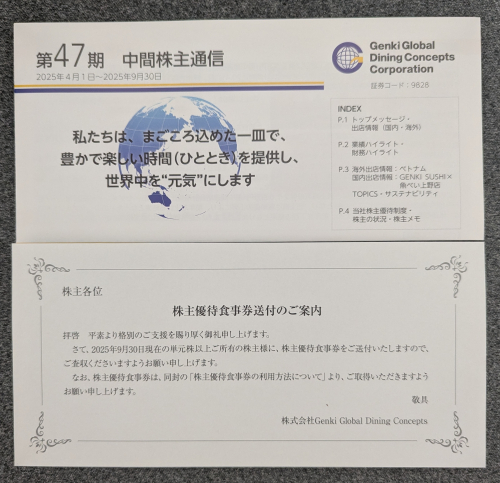 第47期 中間株主通信
2025年4月1日～2025年9月30日
Genki Global
Dining Concepts
Corporation
証券コード：9828
私たちは、まごころ込めた一皿で、
豊かで楽しい時間（ひととき）を提供し、
世界中を“元気”にします
INDEX
P.1 トップメッセージ・
出店情報（国内・海外）
P.2 業績ハイライト・
財務ハイライト
P.3 海外出店情報：ベトナム
国内出店情報：GENKI SUSHI×
魚べい上野店
TOPICS・サステナビリティ
P.4 当社株主優待制度・
株主の状況・株主メモ
株主各位
株主優待食事券送付のご案内
拝啓 平素より格別のご支援を賜り厚く御礼申し上げます。
さて、2025年9月30日現在の単元株以上ご所有の株主様に、株主優待食事券をご送付いたしますので、
ご査収くださいますようお願い申し上げます。
なお、株主優待食事券は、同封の「株主優待食事券の利用方法について」より、ご取得いただきますよう
お願い申し上げます。
敬具
株式会社Genki Global Dining Concepts